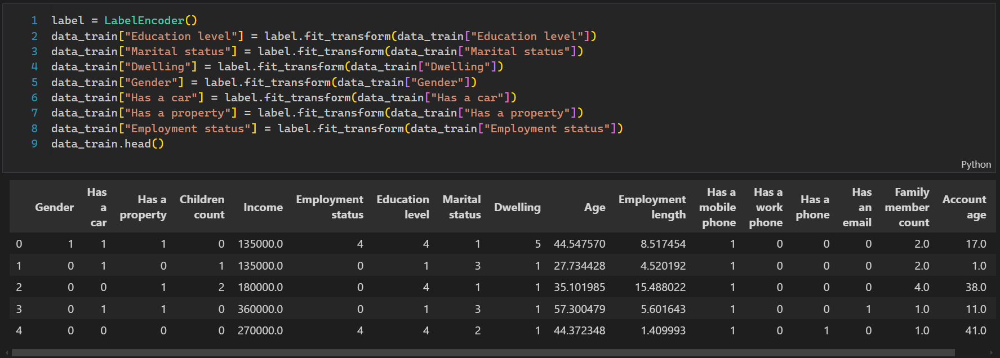 1 label = LabelEncoder()
2 data_train["Education level"] = label.fit_transform(data_train["Education level"])
3 data_train["Marital status"] = label.fit_transform(data_train["Marital status"])
4 data_train["Dwelling"] = label.fit_transform(data_train["Dwelling"])
5 data_train["Gender"] = label.fit_transform(data_train["Gender"])
6 data_train["Has a car"] = label.fit_transform(data_train["Has a car"])
7 data_train["Has a property"] = label.fit_transform(data_train["Has a property"])
8 data_train["Employment status"] = label.fit_transform(data_train["Employment status"])
9 data_train.head()
Python
Gender Has a car Has a property Children count Income Employment status Education level Marital status Dwelling Age Employment length Has a mobile phone Has a work phone Has a phone Has an email Family member count Account age
0 1 1 1 0 135000.0 4 4 1 5 44.547570 8.517454 1 0 0 0 2.0 17.0
1 0 1 0 1 135000.0 0 1 3 1 27.734428 4.520192 1 0 0 0 2.0 1.0
2 0 0 1 2 180000.0 0 4 1 1 35.101985 15.488022 1 0 0 0 4.0 38.0
3 0 1 1 0 360000.0 0 1 3 1 57.300479 5.601643 1 0 0 1 1.0 11.0
4 0 0 0 0 270000.0 4 4 2 1 44.372348 1.409993 1 0 1 0 1.0 41.0